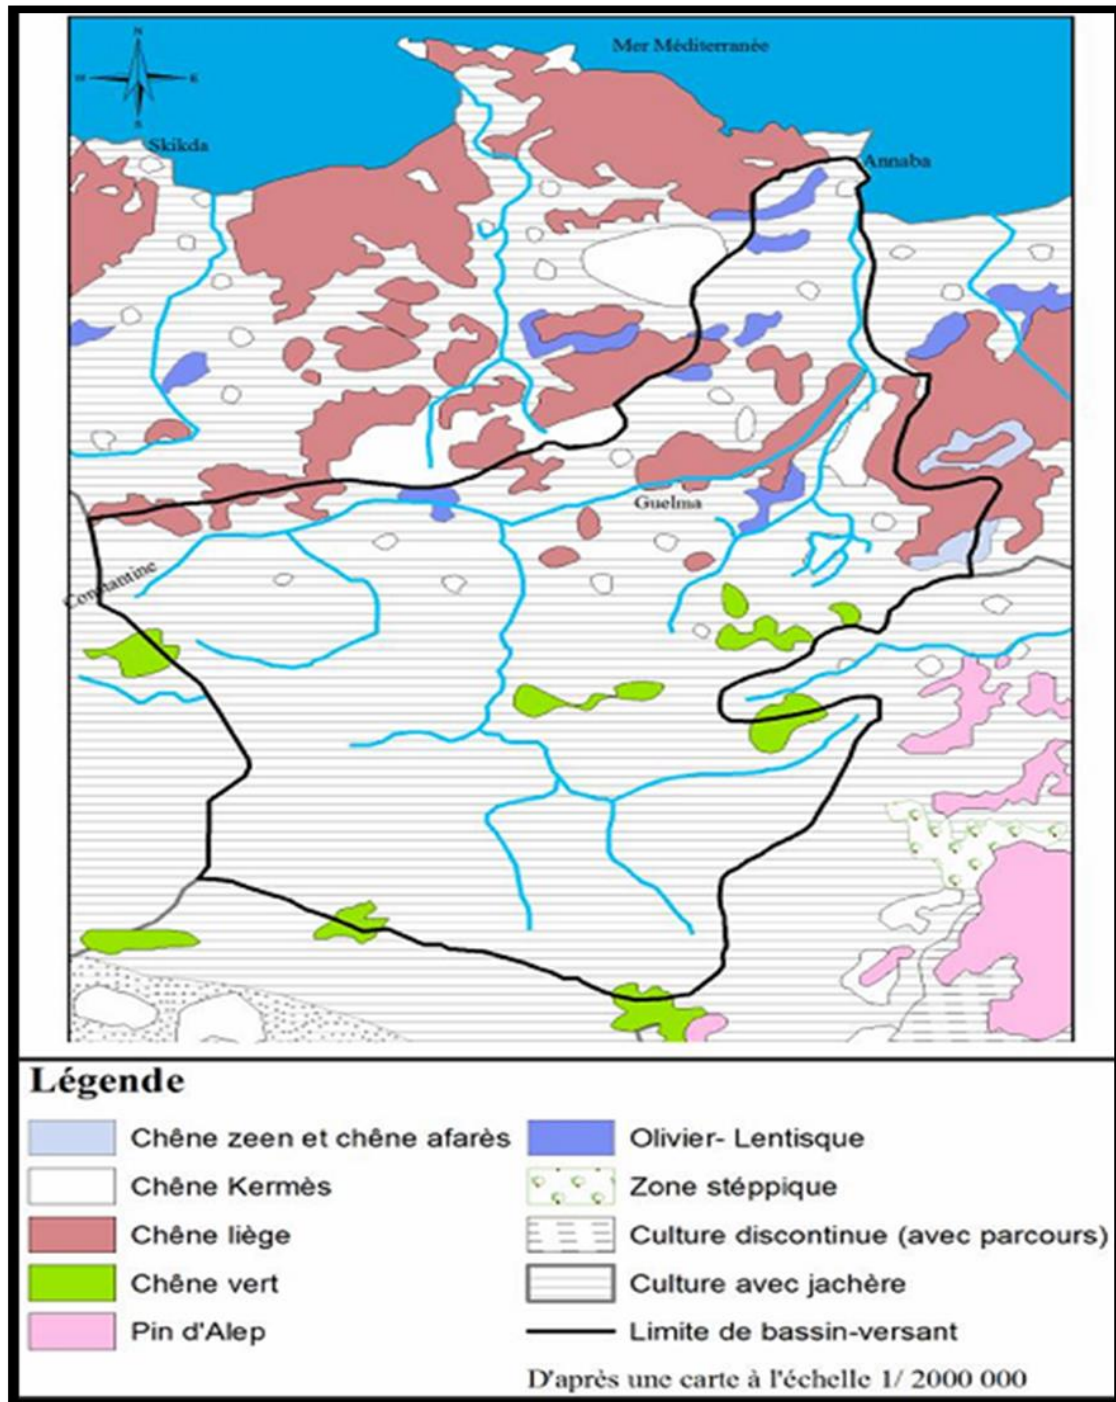 N
E
S
Mer Méditerranée
Skikda
Annaba
Guelma
Constantine
Légende
Chêne zeen et chêne afarès
Chêne Kermès
Chêne liège
Chêne vert
Pin d'Alep
Olivier- Lentisque
Zone stéppique
Culture discontinue (avec parcours)
Culture avec jachère
Limite de bassin-versant
D'après une carte à l'échelle 1/ 2000 000